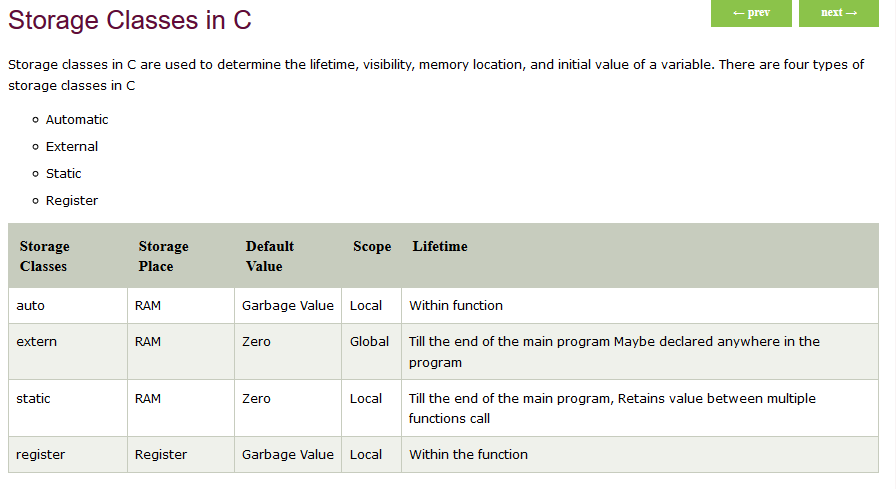 Storage Classes in C
← prev
next →
Storage classes in C are used to determine the lifetime, visibility, memory location, and initial value of a variable. There are four types of
storage classes in C
Automatic
External
Static
Register
Storage Classes Storage Place Default Value Scope Lifetime
auto RAM Garbage Value Local Within function
extern RAM Zero Global Till the end of the main program Maybe declared anywhere in the
program
static RAM Zero Local Till the end of the main program, Retains value between multiple
functions call
register Register Garbage Value Local Within the function